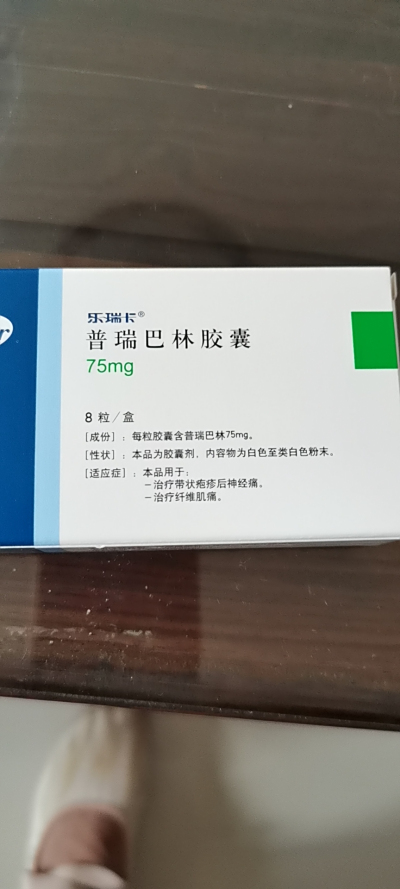 乐瑞卡®
普瑞巴林胶囊
75mg
8 粒／盒
[成份]：每粒胶囊含普瑞巴林75mg。
[性状]：本品为胶囊剂，内容物为白色至类白色粉末。
[适应症]：本品用于：
－治疗带状疱疹后神经痛。
－治疗纤维肌痛。